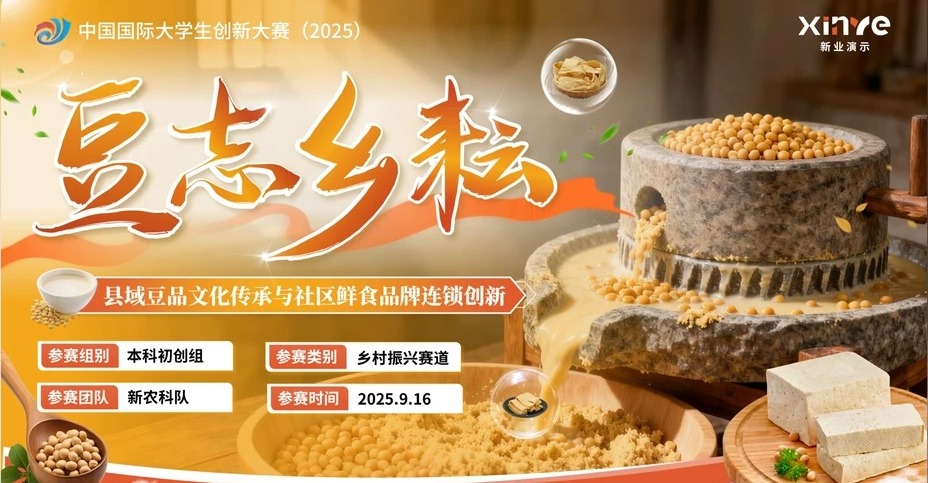 中国国际大学生创新大赛（2025）
xinye
新业演示
豆志乡耘
县域豆品文化传承与社区鲜食品牌连锁创新
参赛组别 本科初创组
参赛类别 乡村振兴赛道
参赛团队 新农科队
参赛时间 2025.9.16